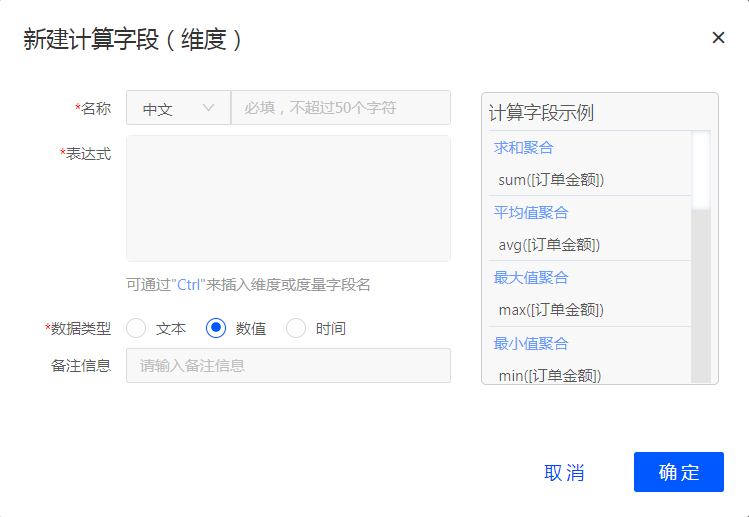 新建计算字段（维度）
*名称
中文
必填，不超过50个字符
*表达式
可通过"Ctrl"来插入维度或度量字段名
*数据类型
文本
数值
时间
备注信息
请输入备注信息
计算字段示例
求和聚合
sum([订单金额])
平均值聚合
avg([订单金额])
最大值聚合
max([订单金额])
最小值聚合
min([订单金额])
取消
确定